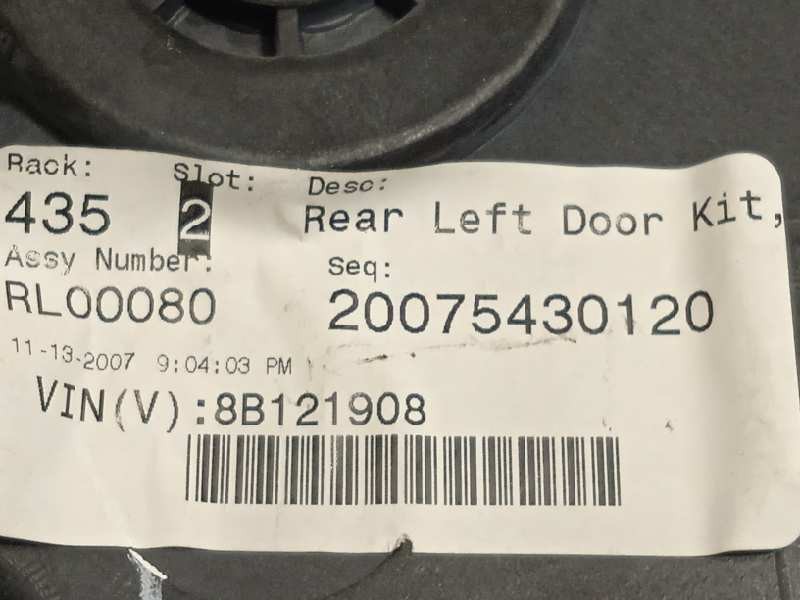 Rack: Slot: Desc:
435 2 Rear Left Door Kit,
Assy Number: Seq:
RL00080 20075430120
11-13-2007 9:04:03 PM
VIN(V):8B121908